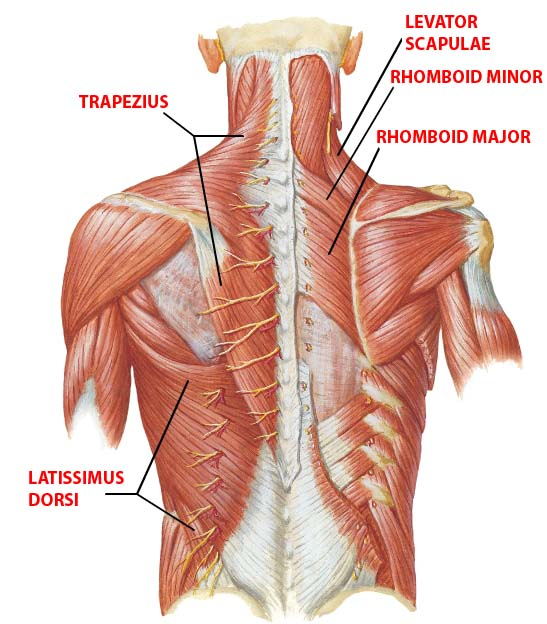 LEVATOR
SCAPULAE
RHOMBOID MINOR
TRAPEZIUS
RHOMBOID MAJOR
LATISSIMUS
DORSI